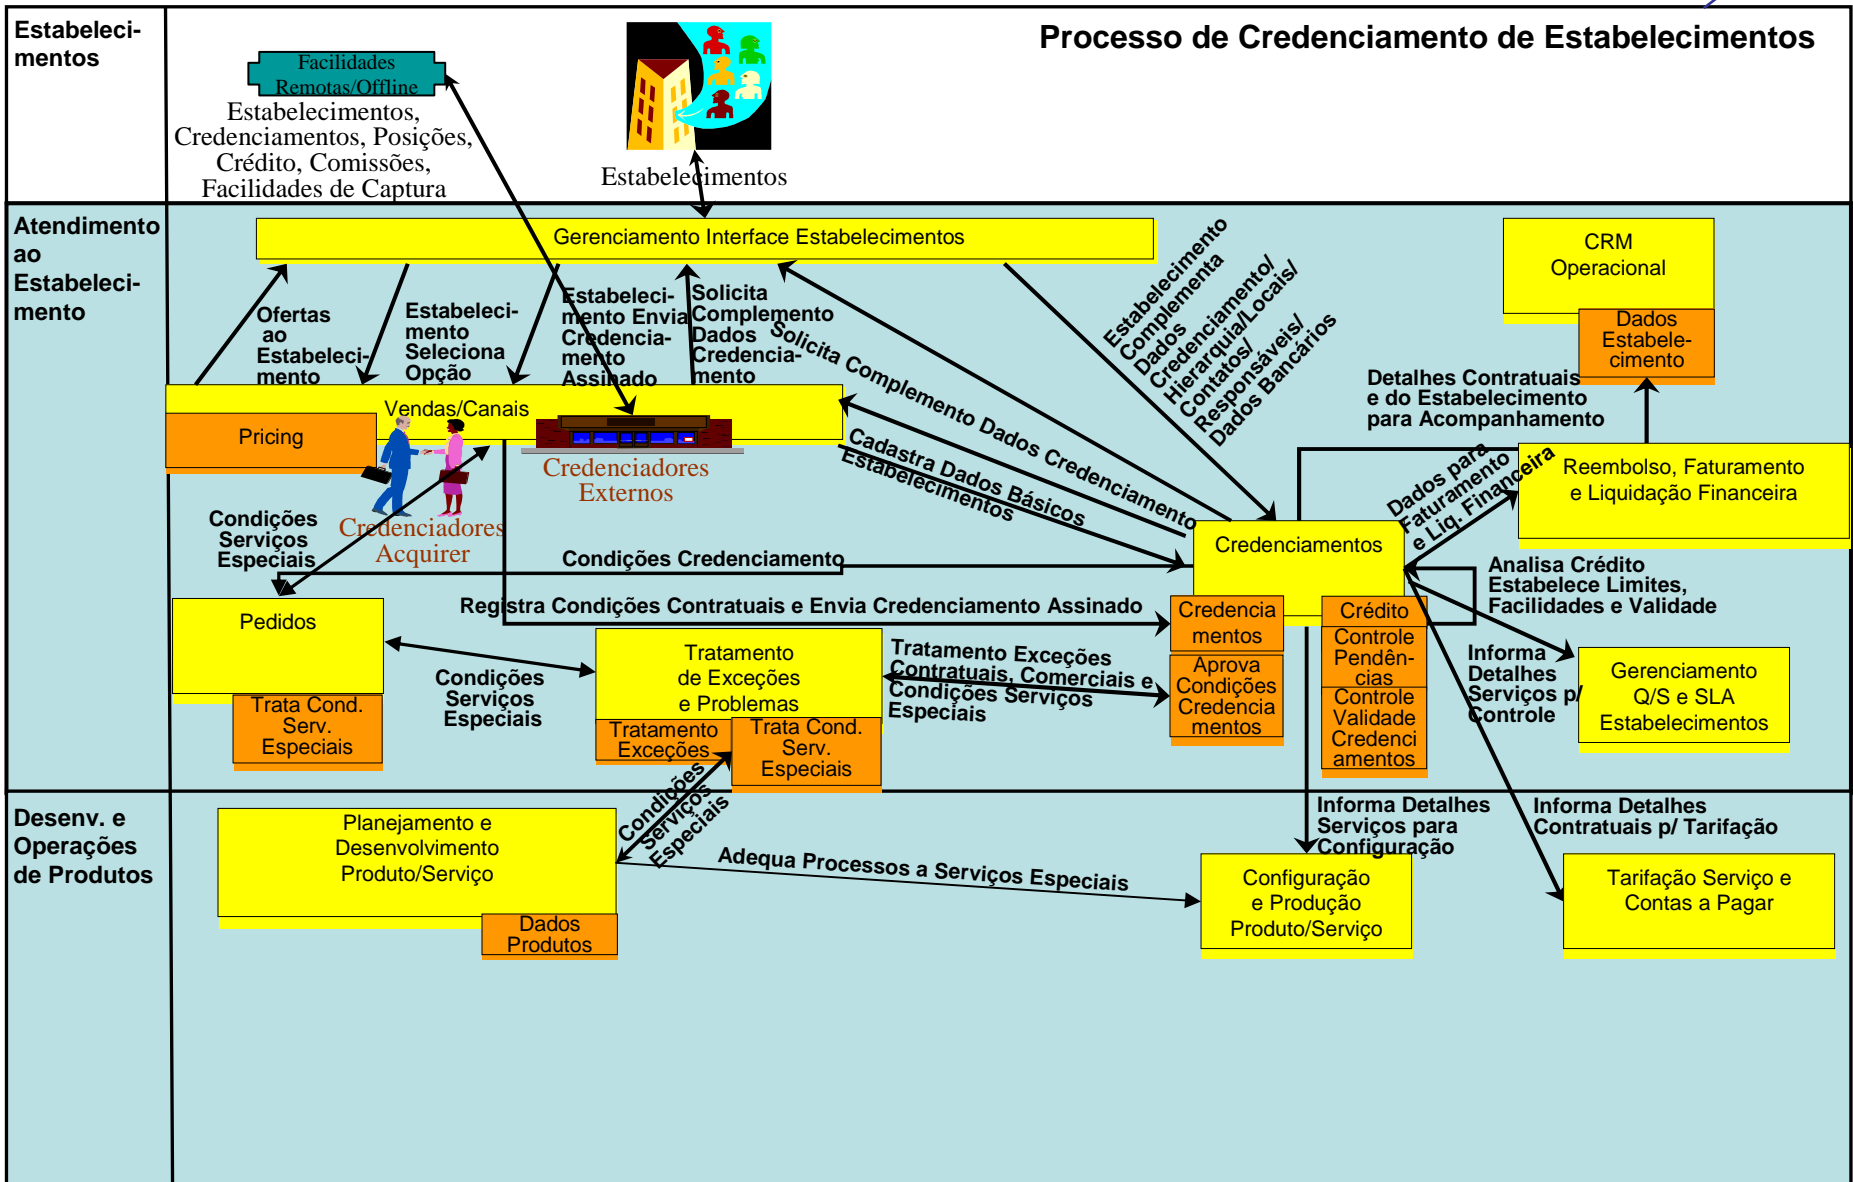 Estabeleci-
mentos
Processo de Credenciamento de Estabelecimentos
Facilidades
Remotas/Offline
Estabelecimentos,
Credenciamentos, Posições,
Crédito, Comissões,
Facilidades de Captura
Estabelecimentos
Atendimento
ao
Estabeleci-
mento
Gerenciamento Interface Estabelecimentos
CRM
Operacional
Dados
Estabele-
cimento
Ofertas
ao
Estabeleci-
mento
Estabeleci-
mento
Seleciona
Opção
Estabeleci-
mento Envia
Credencia-
mento
Assinado
Solicita
Complemento
Dados
Credencia-
mento
Solicita Complemento Dados Credenciamento
Estabelecimento
Complementa
Dados
Credenciamento/
Hierarquia/Locais/
Contatos/
Responsáveis/
Dados Bancários
Detalhes Contratuais
e do Estabelecimento
para Acompanhamento
Vendas/Canais
Pricing
Credenciadores
Externos
Credenciadores
Acquirer
Cadastra Dados Básicos
Estabelecimentos
Dados para
Faturamento
e Liq. Financeira
Reembolso, Faturamento
e Liquidação Financeira
Condições
Serviços
Especiais
Condições Credenciamento
Credenciamentos
Analisa Crédito
Estabelece Limites,
Facilidades e Validade
Registra Condições Contratuais e Envia Credenciamento Assinado
Credencia
mentos
Crédito
Pedidos
Trata Cond.
Serv.
Especiais
Condições
Serviços
Especiais
Tratamento
de Exceções
e Problemas
Tratamento
Exceções
Trata Cond.
Serv.
Especiais
Tratamento Exceções
Contratuais, Comerciais e
Condições Serviços
Especiais
Aprova
Condições
Credencia
mentos
Controle
Pendên-
cias
Controle
Validade
Credenci
amentos
Informa
Detalhes
Serviços p/
Controle
Gerenciamento
Q/S e SLA
Estabelecimentos
Desenv. e
Operações
de Produtos
Planejamento e
Desenvolvimento
Produto/Serviço
Dados
Produtos
Condições
Serviços
Especiais
Adequa Processos a Serviços Especiais
Informa Detalhes
Serviços para
Configuração
Configuração
e Produção
Produto/Serviço
Informa Detalhes
Contratuais p/ Tarifação
Tarifação Serviço e
Contas a Pagar